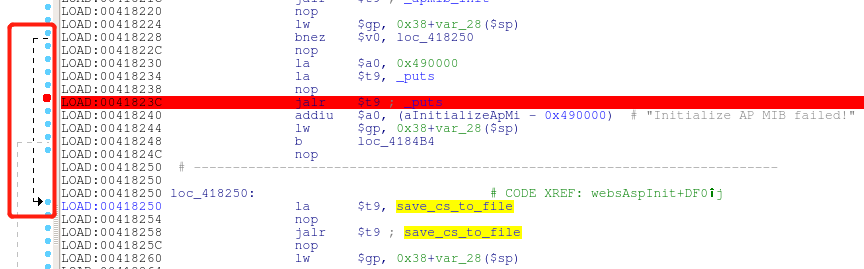 LOAD:0041821C jalr $t9 ; _apmib_init
LOAD:00418220 nop
LOAD:00418224 lw $gp, 0x38+var_28($sp)
LOAD:00418228 bnez $v0, loc_418250
LOAD:0041822C nop
LOAD:00418230 la $a0, 0x490000
LOAD:00418234 la $t9, _puts
LOAD:00418238 nop
LOAD:0041823C jalr $t9 ; _puts
LOAD:00418240 addiu $a0, (aInitializeApMi - 0x490000) # "Initialize AP MIB failed!"
LOAD:00418244 lw $gp, 0x38+var_28($sp)
LOAD:00418248 b loc_4184B4
LOAD:0041824C nop
LOAD:00418250 # ---------------------------------------------------------------------------
LOAD:00418250
LOAD:00418250 loc_418250: # CODE XREF: websAspInit+DF0↑j
LOAD:00418250 la $t9, save_cs_to_file
LOAD:00418254 nop
LOAD:00418258 jalr $t9 ; save_cs_to_file
LOAD:0041825C nop
LOAD:00418260 lw $gp, 0x38+var_28($sp)